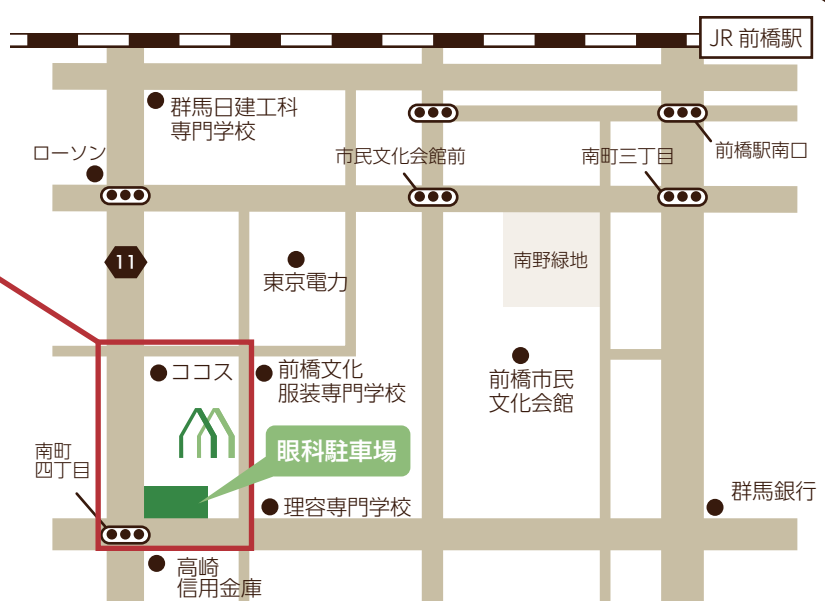 JR 前橋駅
群馬日建工科
専門学校
ローソン
市民文化会館前
南町三丁目
前橋駅南口
11
東京電力
南野緑地
ココス
前橋文化
服装専門学校
前橋市民
文化会館
南町
四丁目
眼科駐車場
理容専門学校
群馬銀行
高崎
信用金庫